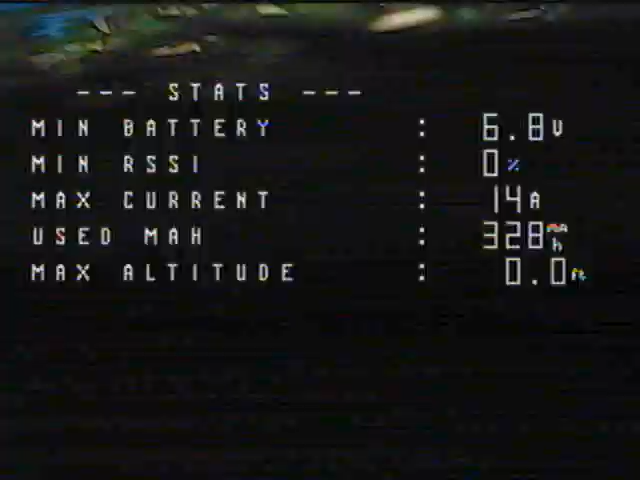 --- STATS ---
MIN BATTERY : 6.8V
MIN RSSI : 0%
MAX CURRENT : 14A
USED MAH : 328mAh
MAX ALTITUDE : 0.0ft